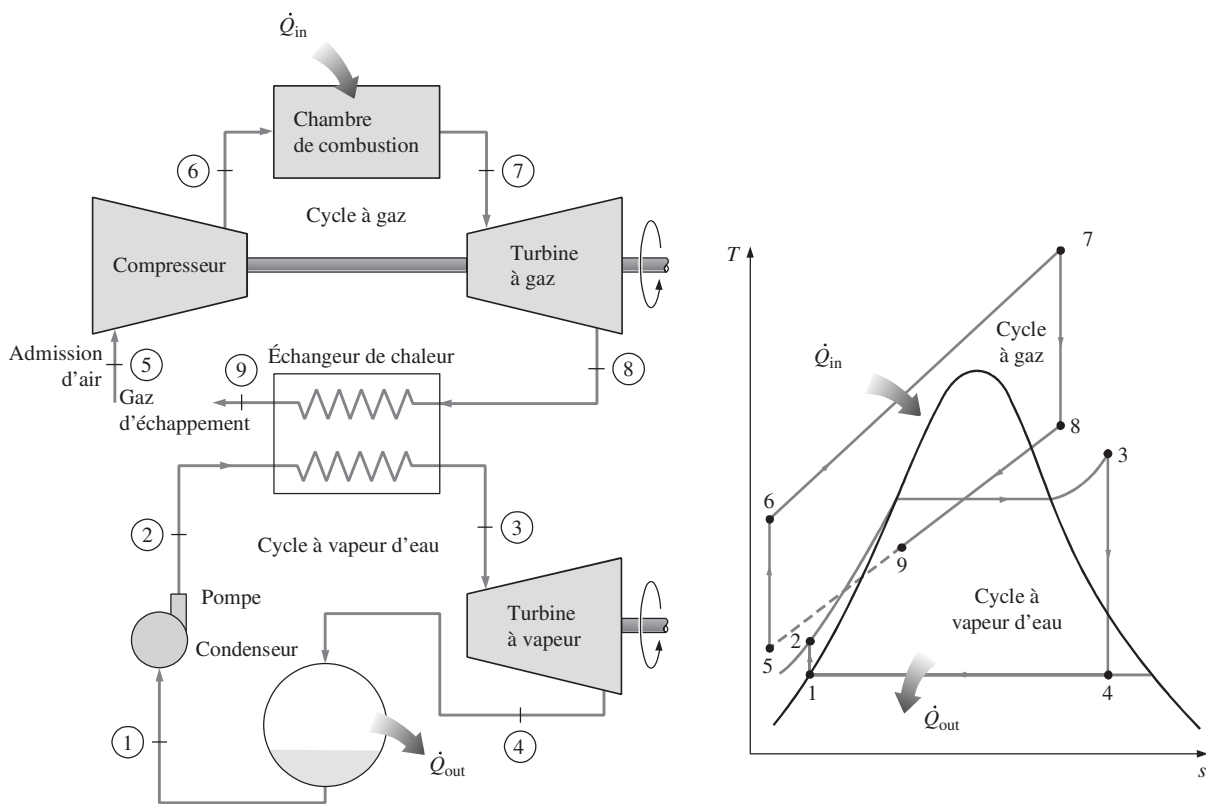 Q̇in
Chambre
de combustion
6
7
Cycle à gaz
Compresseur
Turbine
à gaz
Admission
d'air
5
9
Échangeur de chaleur
8
Gaz
d'échappement
2
3
Cycle à vapeur d'eau
Pompe
Condenseur
Turbine
à vapeur
1
4
Q̇out
T
7
Cycle
à gaz
Q̇in
8
3
6
9
Cycle à
vapeur d'eau
2
5
1
4
Q̇out
s